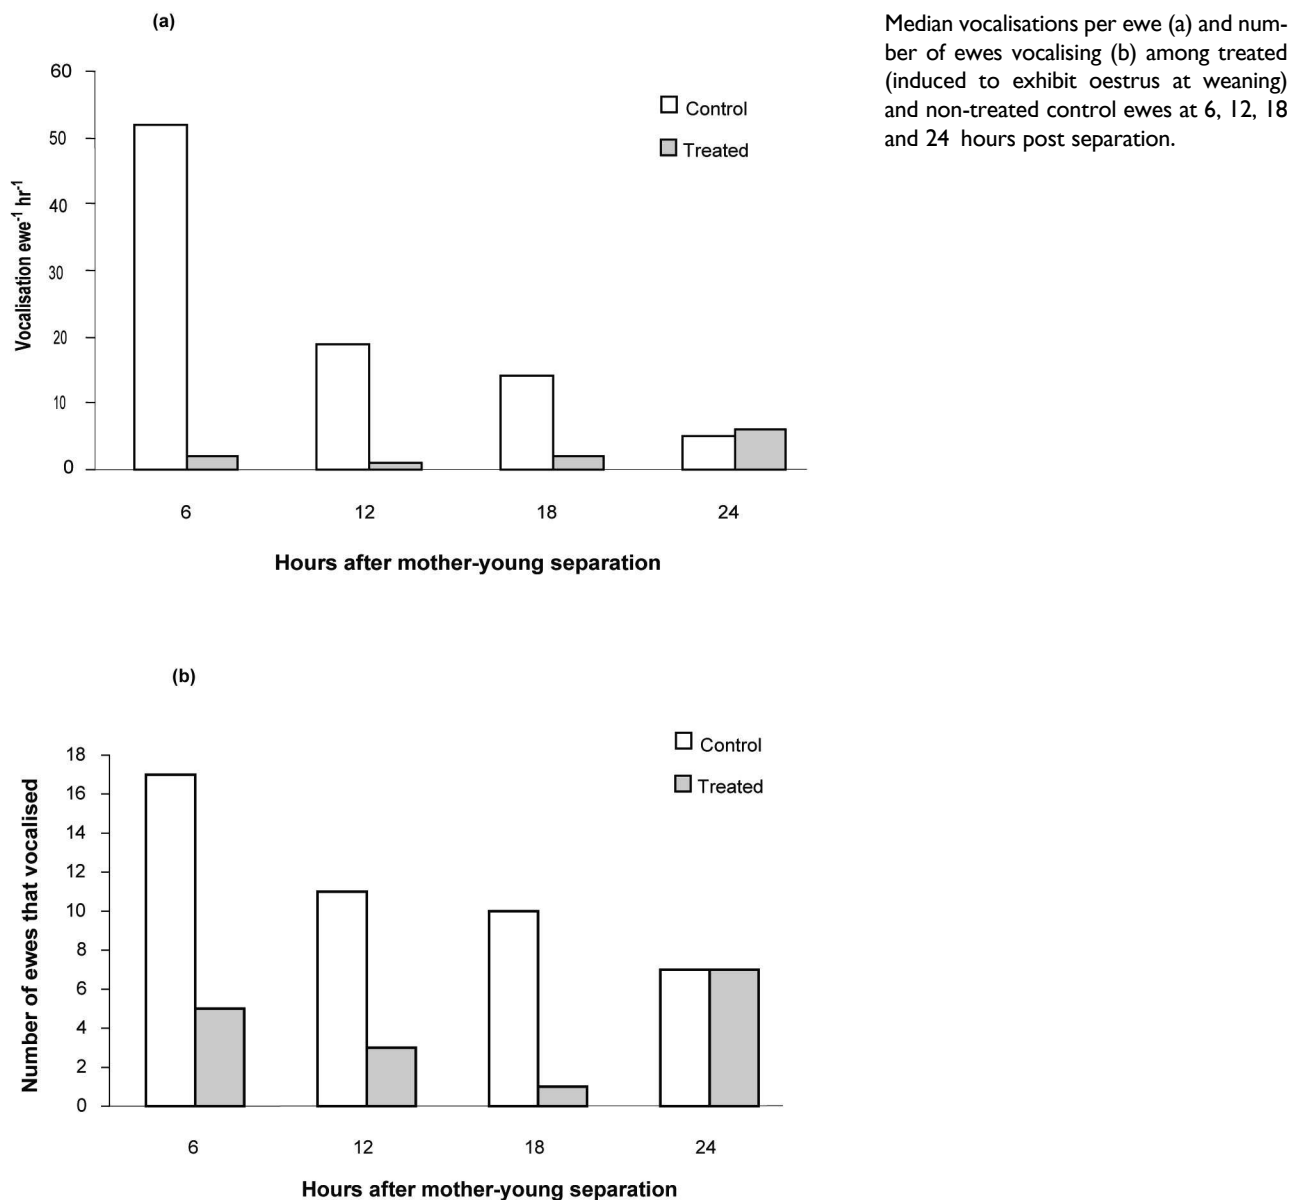 (a)
Vocalisation ewe-1 hr-1
60
50
40
30
20
10
0
Control
Treated
6 12 18 24
Hours after mother-young separation
Median vocalisations per ewe (a) and num-
ber of ewes vocalising (b) among treated
(induced to exhibit oestrus at weaning)
and non-treated control ewes at 6, 12, 18
and 24 hours post separation.
(b)
Number of ewes that vocalised
18
16
14
12
10
8
6
4
2
0
Control
Treated
6 12 18 24
Hours after mother-young separation